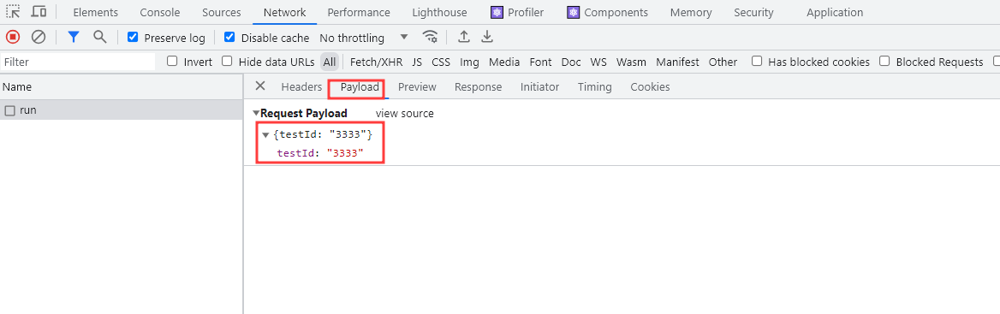 Elements Console Sources Network Performance Lighthouse Profiler Components Memory Security Application
Preserve log Disable cache No throttling
Filter Invert Hide data URLs All Fetch/XHR JS CSS Img Media Font Doc WS Wasm Manifest Other Has blocked cookies Blocked Requests
Name Headers Payload Preview Response Initiator Timing Cookies
run
Request Payload view source
{testId: "3333"}
testId: "3333"